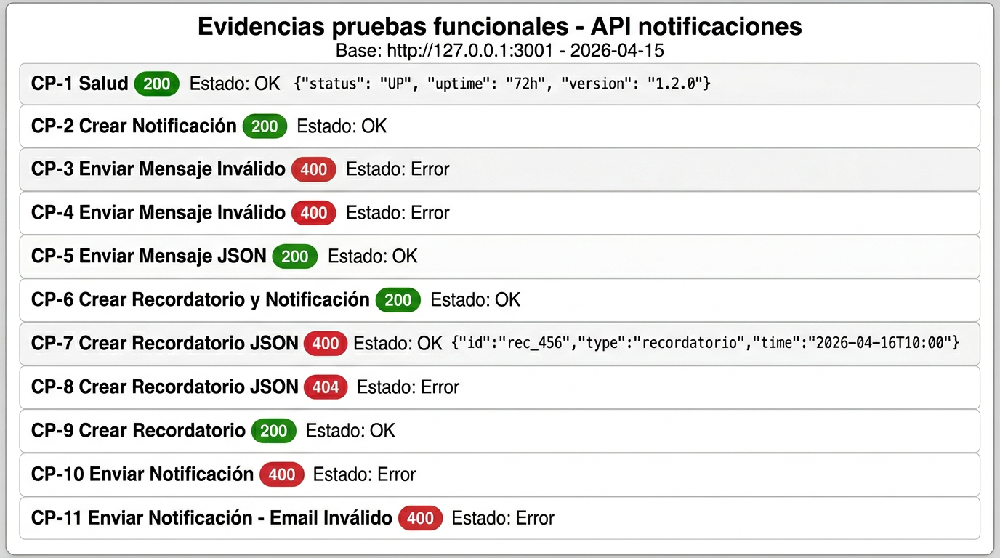 Evidencias pruebas funcionales - API notificaciones
Base: http://127.0.0.1:3001 - 2026-04-15
CP-1 Salud 200 Estado: OK {"status": "UP", "uptime": "72h", "version": "1.2.0"}
CP-2 Crear Notificación 200 Estado: OK
CP-3 Enviar Mensaje Inválido 400 Estado: Error
CP-4 Enviar Mensaje Inválido 400 Estado: Error
CP-5 Enviar Mensaje JSON 200 Estado: OK
CP-6 Crear Recordatorio y Notificación 200 Estado: OK
CP-7 Crear Recordatorio JSON 400 Estado: OK {"id":"rec_456","type":"recordatorio","time":"2026-04-16T10:00"}
CP-8 Crear Recordatorio JSON 404 Estado: Error
CP-9 Crear Recordatorio 200 Estado: OK
CP-10 Enviar Notificación 400 Estado: Error
CP-11 Enviar Notificación - Email Inválido 400 Estado: Error